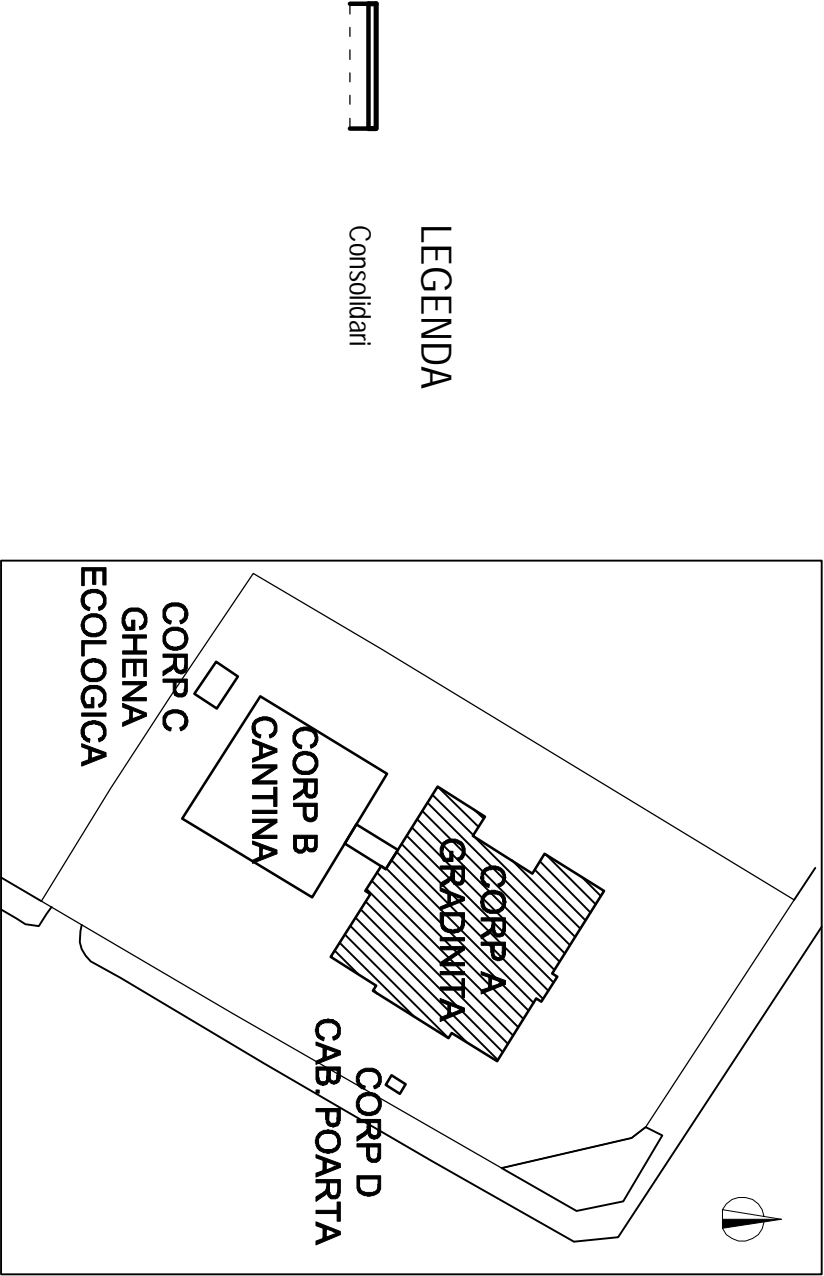 LEGENDA
Consolidari
CORP A
GRADINITA
CORP B
CANTINA
CORP D
CAB. POARTA
CORP C
GHENA
ECOLOGICA